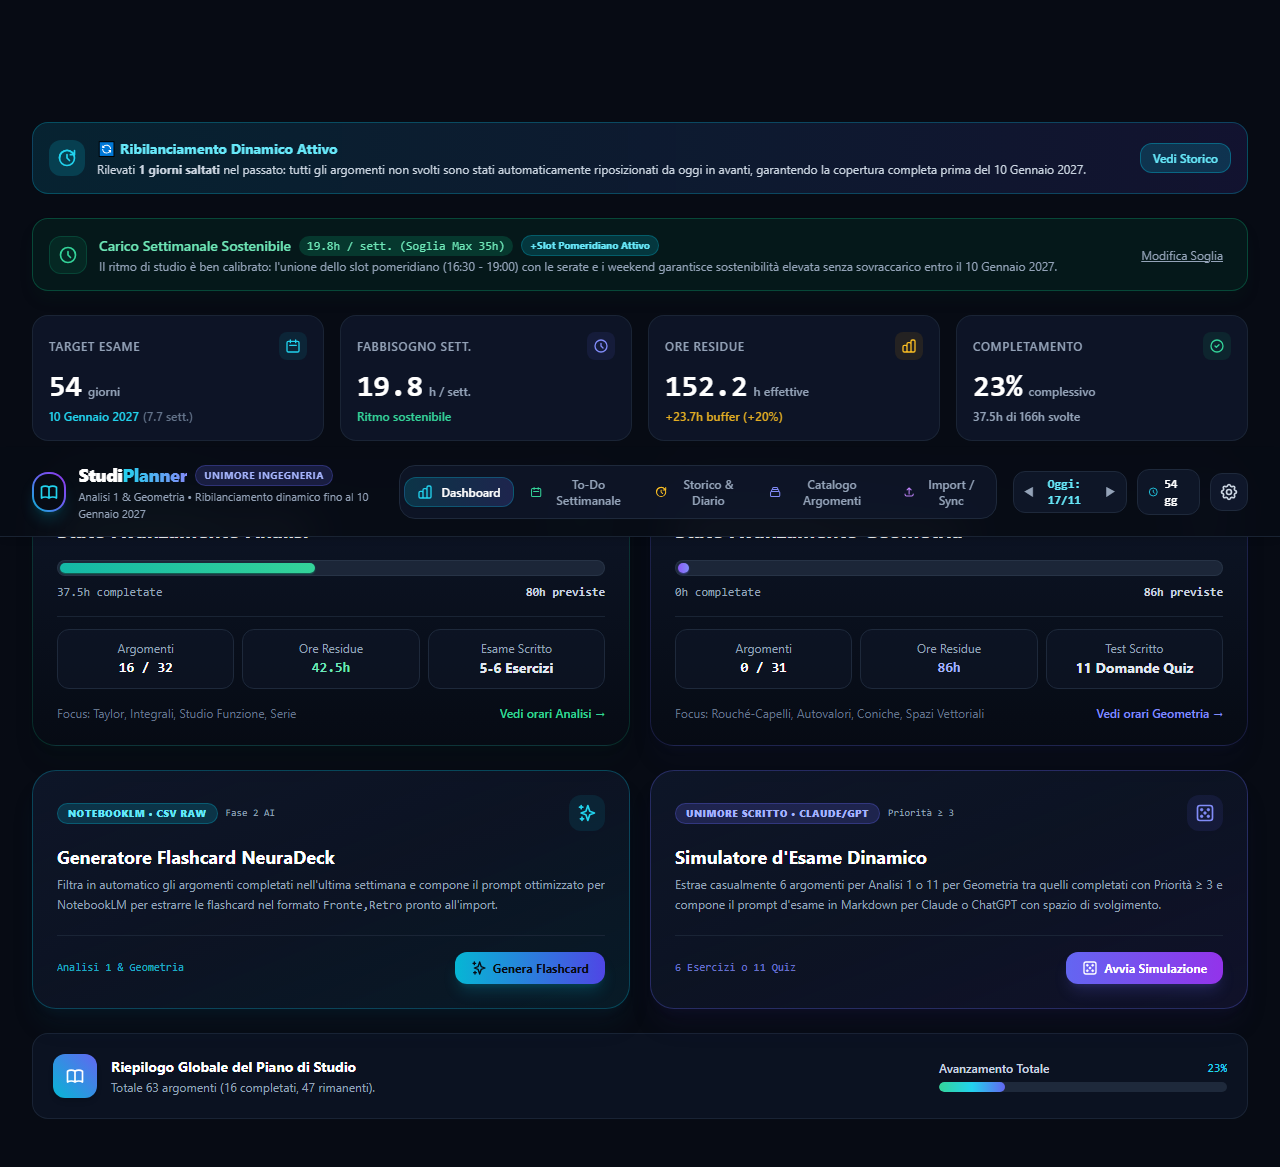 Ribilanciamento Dinamico Attivo
Rilevati 1 giorni saltati nel passato: tutti gli argomenti non svolti sono stati automaticamente riposizionati da oggi in avanti, garantendo la copertura completa prima del 10 Gennaio 2027.
Vedi Storico
Carico Settimanale Sostenibile 19.8h / sett. (Soglia Max 35h) +Slot Pomeridiano Attivo
Il ritmo di studio è ben calibrato: l'unione dello slot pomeridiano (16:30 - 19:00) con le serate e i weekend garantisce sostenibilità elevata senza sovraccarico entro il 10 Gennaio 2027.
Modifica Soglia
TARGET ESAME
54 giorni
10 Gennaio 2027 (7.7 sett.)
FABBISOGNO SETT.
19.8 h / sett.
Ritmo sostenibile
ORE RESIDUE
152.2 h effettive
+23.7h buffer (+20%)
COMPLETAMENTO
23% complessivo
37.5h di 166h svolte
StudiPlanner UNIMORE INGEGNERIA
Analisi 1 & Geometria • Ribilanciamento dinamico fino al 10
Gennaio 2027
Dashboard
To-Do
Settimanale
Storico &
Diario
Catalogo
Argomenti
Import /
Sync
◀ Oggi:
17/11 ▶
54
gg
37.5h completate 80h previste
Argomenti
16 / 32
Ore Residue
42.5h
Esame Scritto
5-6 Esercizi
Focus: Taylor, Integrali, Studio Funzione, Serie Vedi orari Analisi →
0h completate 86h previste
Argomenti
0 / 31
Ore Residue
86h
Test Scritto
11 Domande Quiz
Focus: Rouché-Capelli, Autovalori, Coniche, Spazi Vettoriali Vedi orari Geometria →
NOTEBOOKLM • CSV RAW Fase 2 AI
Generatore Flashcard NeuraDeck
Filtra in automatico gli argomenti completati nell'ultima settimana e compone il prompt ottimizzato per
NotebookLM per estrarre le flashcard nel formato Fronte,Retro pronto all'import.
Analisi 1 & Geometria Genera Flashcard
UNIMORE SCRITTO • CLAUDE/GPT Priorità ≥ 3
Simulatore d'Esame Dinamico
Estrae casualmente 6 argomenti per Analisi 1 o 11 per Geometria tra quelli completati con Priorità ≥ 3 e
compone il prompt d'esame in Markdown per Claude o ChatGPT con spazio di svolgimento.
6 Esercizi o 11 Quiz Avvia Simulazione
Riepilogo Globale del Piano di Studio
Totale 63 argomenti (16 completati, 47 rimanenti).
Avanzamento Totale 23%